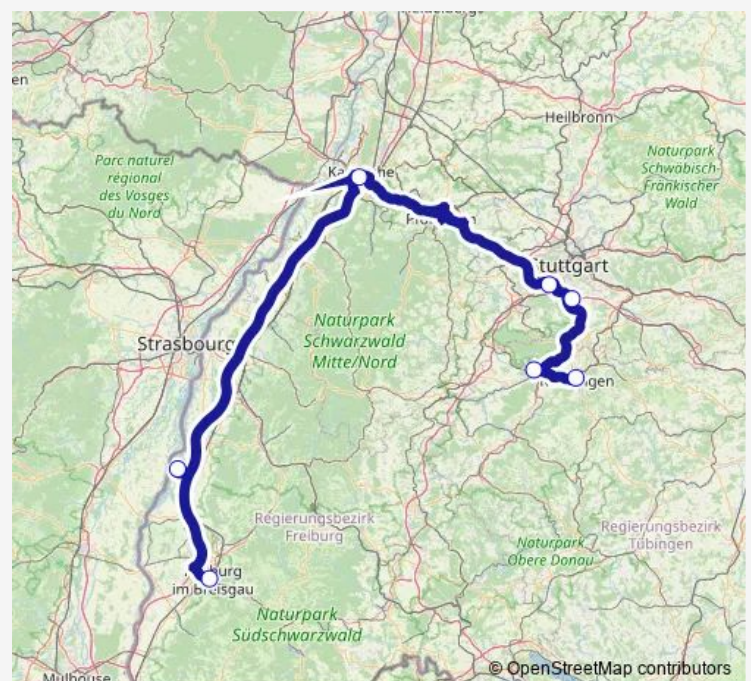 Heilbronn
Parc naturel
régional
des Vosges
du Nord
Naturpark
Schwäbisch-
Fränkischer
Wald
Stuttgart
Naturpark
Schwarzwald
Mitte/Nord
Strasbourg
Regierungsbezirk
Freiburg
Regierungsbezirk
Tübingen
Naturpark
Obere Donau
im Breisgau
Naturpark
Südschwarzwald
Mulhouse
© OpenStreetMap contributors